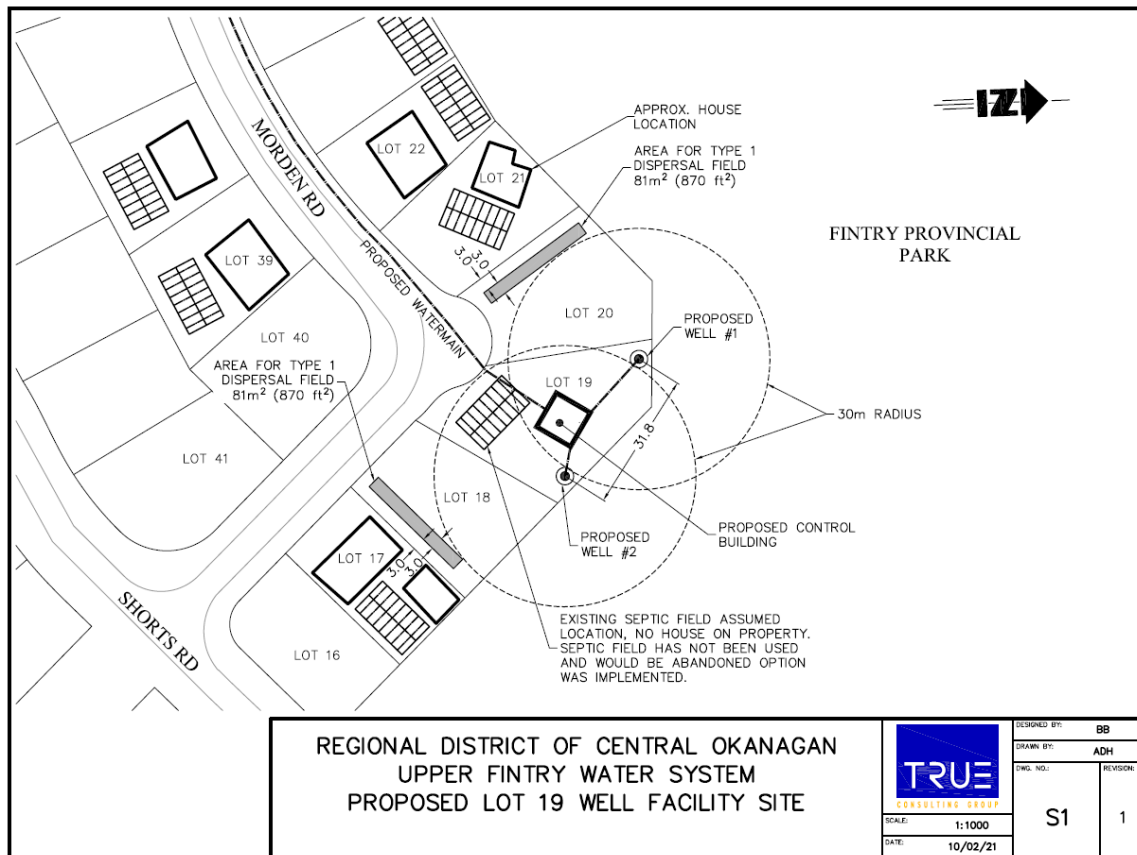 APPROX. HOUSE
LOCATION
AREA FOR TYPE 1
DISPERSAL FIELD
81m² (870 ft²)
N
FINTRY PROVINCIAL
PARK
MORDEN RD
LOT 22
LOT 21
3.0
3.0
LOT 39
PROPOSED WATERMAIN
LOT 20
PROPOSED
WELL #1
LOT 40
AREA FOR TYPE 1
DISPERSAL FIELD
81m² (870 ft²)
LOT 19
30m RADIUS
31.8
LOT 41
LOT 18
PROPOSED
WELL #2
PROPOSED CONTROL
BUILDING
LOT 17
3.0
3.0
SHORTS RD
LOT 16
EXISTING SEPTIC FIELD ASSUMED
LOCATION, NO HOUSE ON PROPERTY.
SEPTIC FIELD HAS NOT BEEN USED
AND WOULD BE ABANDONED OPTION
WAS IMPLEMENTED.
REGIONAL DISTRICT OF CENTRAL OKANAGAN
UPPER FINTRY WATER SYSTEM
PROPOSED LOT 19 WELL FACILITY SITE
TRUE
CONSULTING GROUP
SCALE: 1:1000
DATE: 10/02/21
DESIGNED BY: BB
DRAWN BY: ADH
DWG. NO.: S1
REVISION: 1